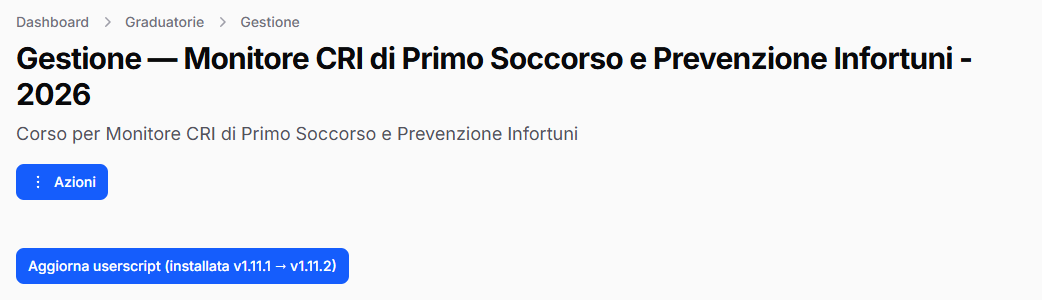 Dashboard > Graduatorie > Gestione
Gestione — Monitore CRI di Primo Soccorso e Prevenzione Infortuni -
2026
Corso per Monitore CRI di Primo Soccorso e Prevenzione Infortuni
⋮ Azioni
Aggiorna userscript (installata v1.11.1 → v1.11.2)